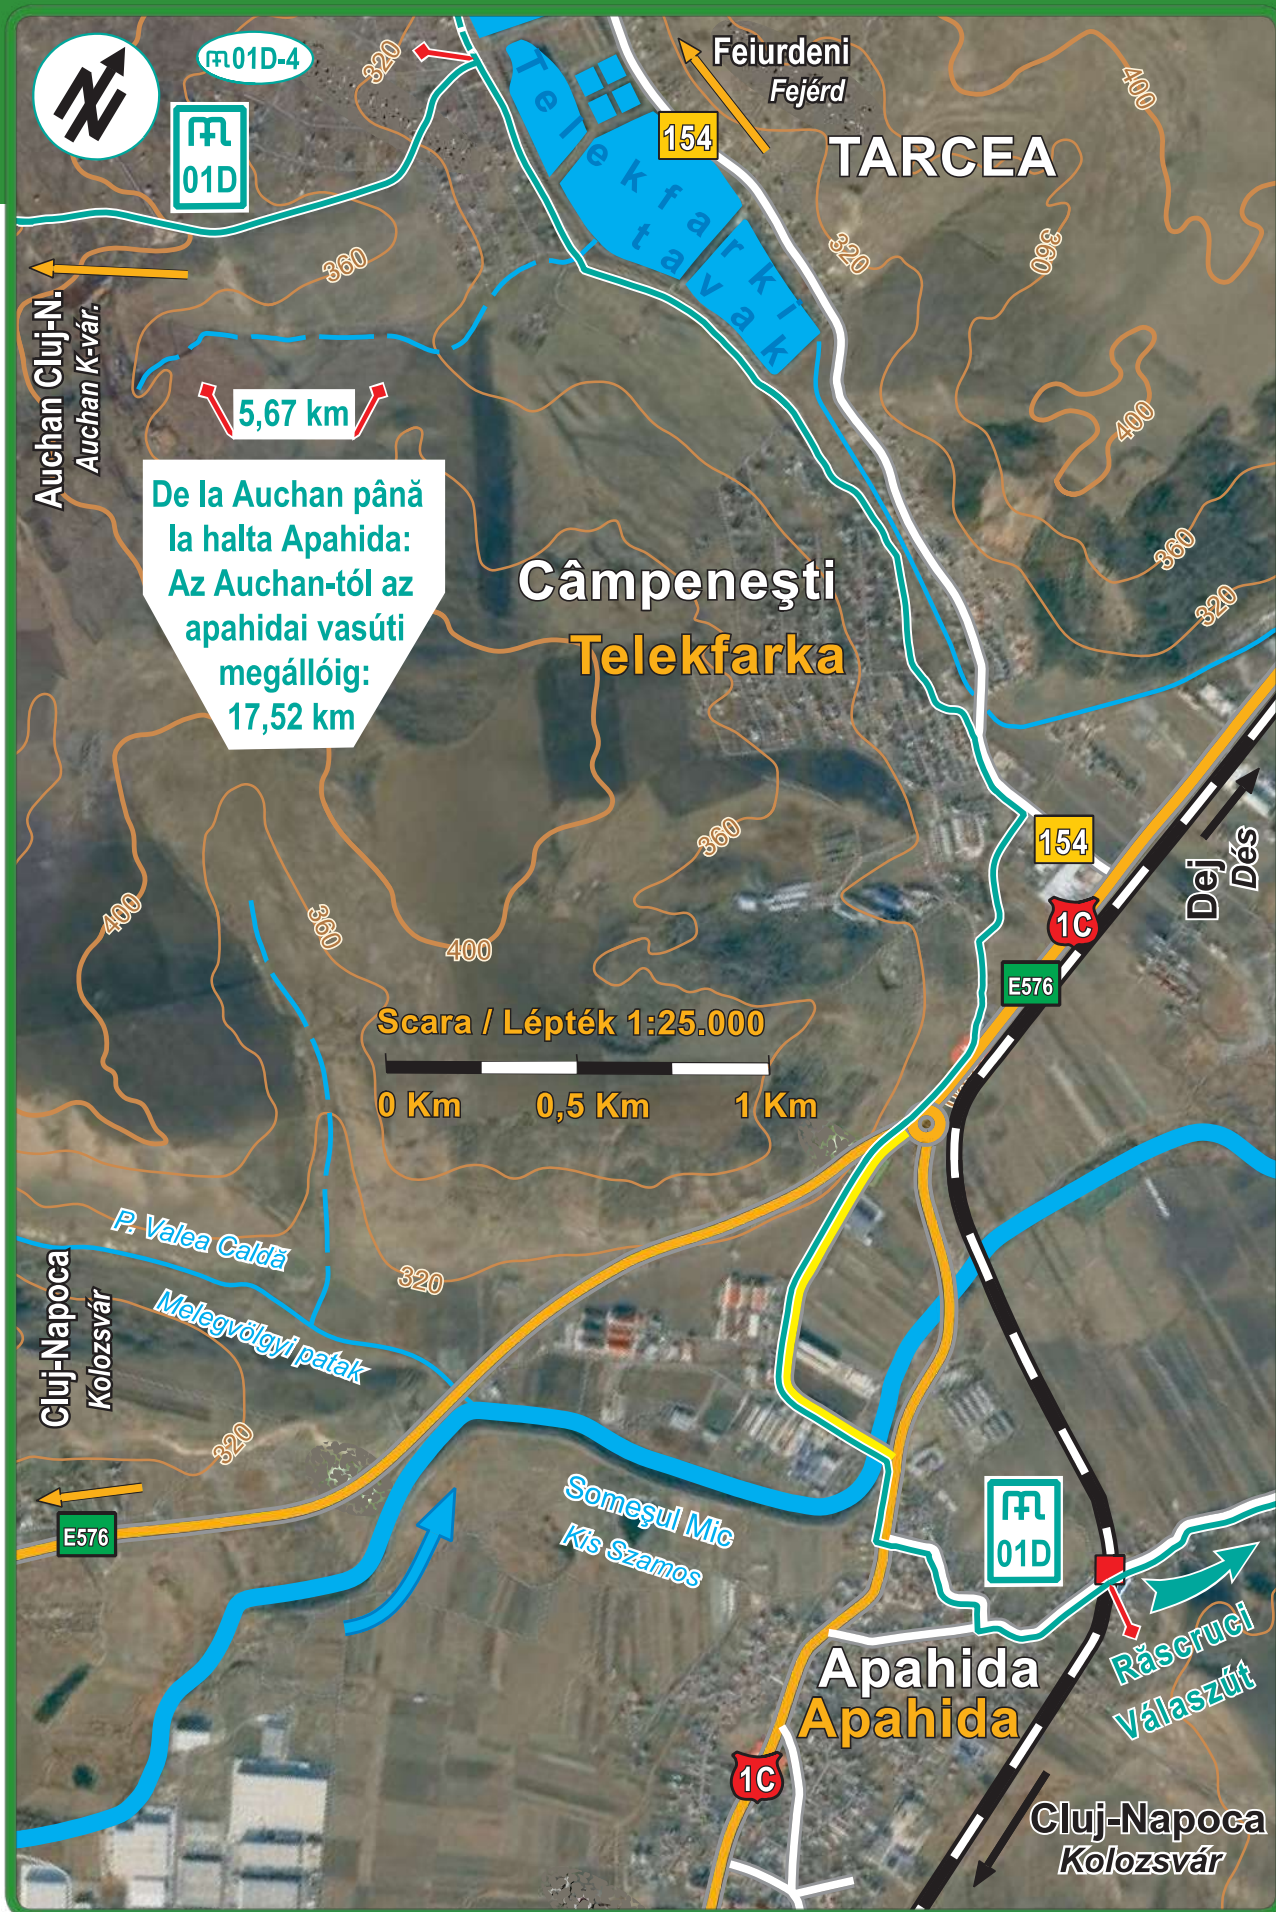 N
01D-4
01D
320
Feiurdeni
Fejérd
154
TARCEA
400
Telekfarki
tavak
360
320
360
Auchan Cluj-N.
Auchan K-vár.
5,67 km
De la Auchan până
la halta Apahida:
Az Auchan-tól az
apahidai vasúti
megállóig:
17,52 km
400
360
320
Câmpeneşti
Telekfarka
360
154
Dej
Dés
1C
E576
400
360
400
Scara / Lépték 1:25.000
0 Km
0,5 Km
1 Km
P. Valea Caldă
Melegvölgyi patak
320
Cluj-Napoca
Kolozsvár
320
E576
Someşul Mic
Kis Szamos
01D
Răscruci
Válaszút
Apahida
Apahida
1C
Cluj-Napoca
Kolozsvár